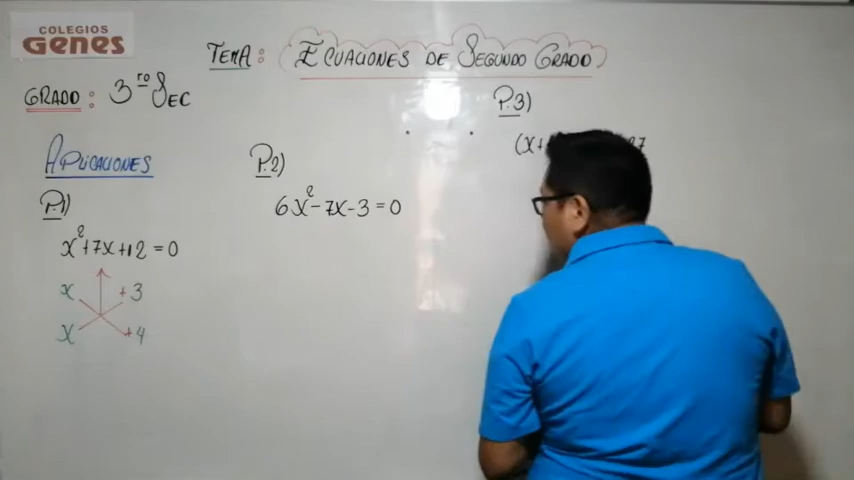 COLEGIOS
GENES
TEMA: ECUACIONES DE SEGUNDO GRADO
GRADO: 3ro SEC
APLICACIONES
P.1)
x²+7x+12=0
x +3
x +4
P.2)
6x²-7x-3=0
P.3)
(x+